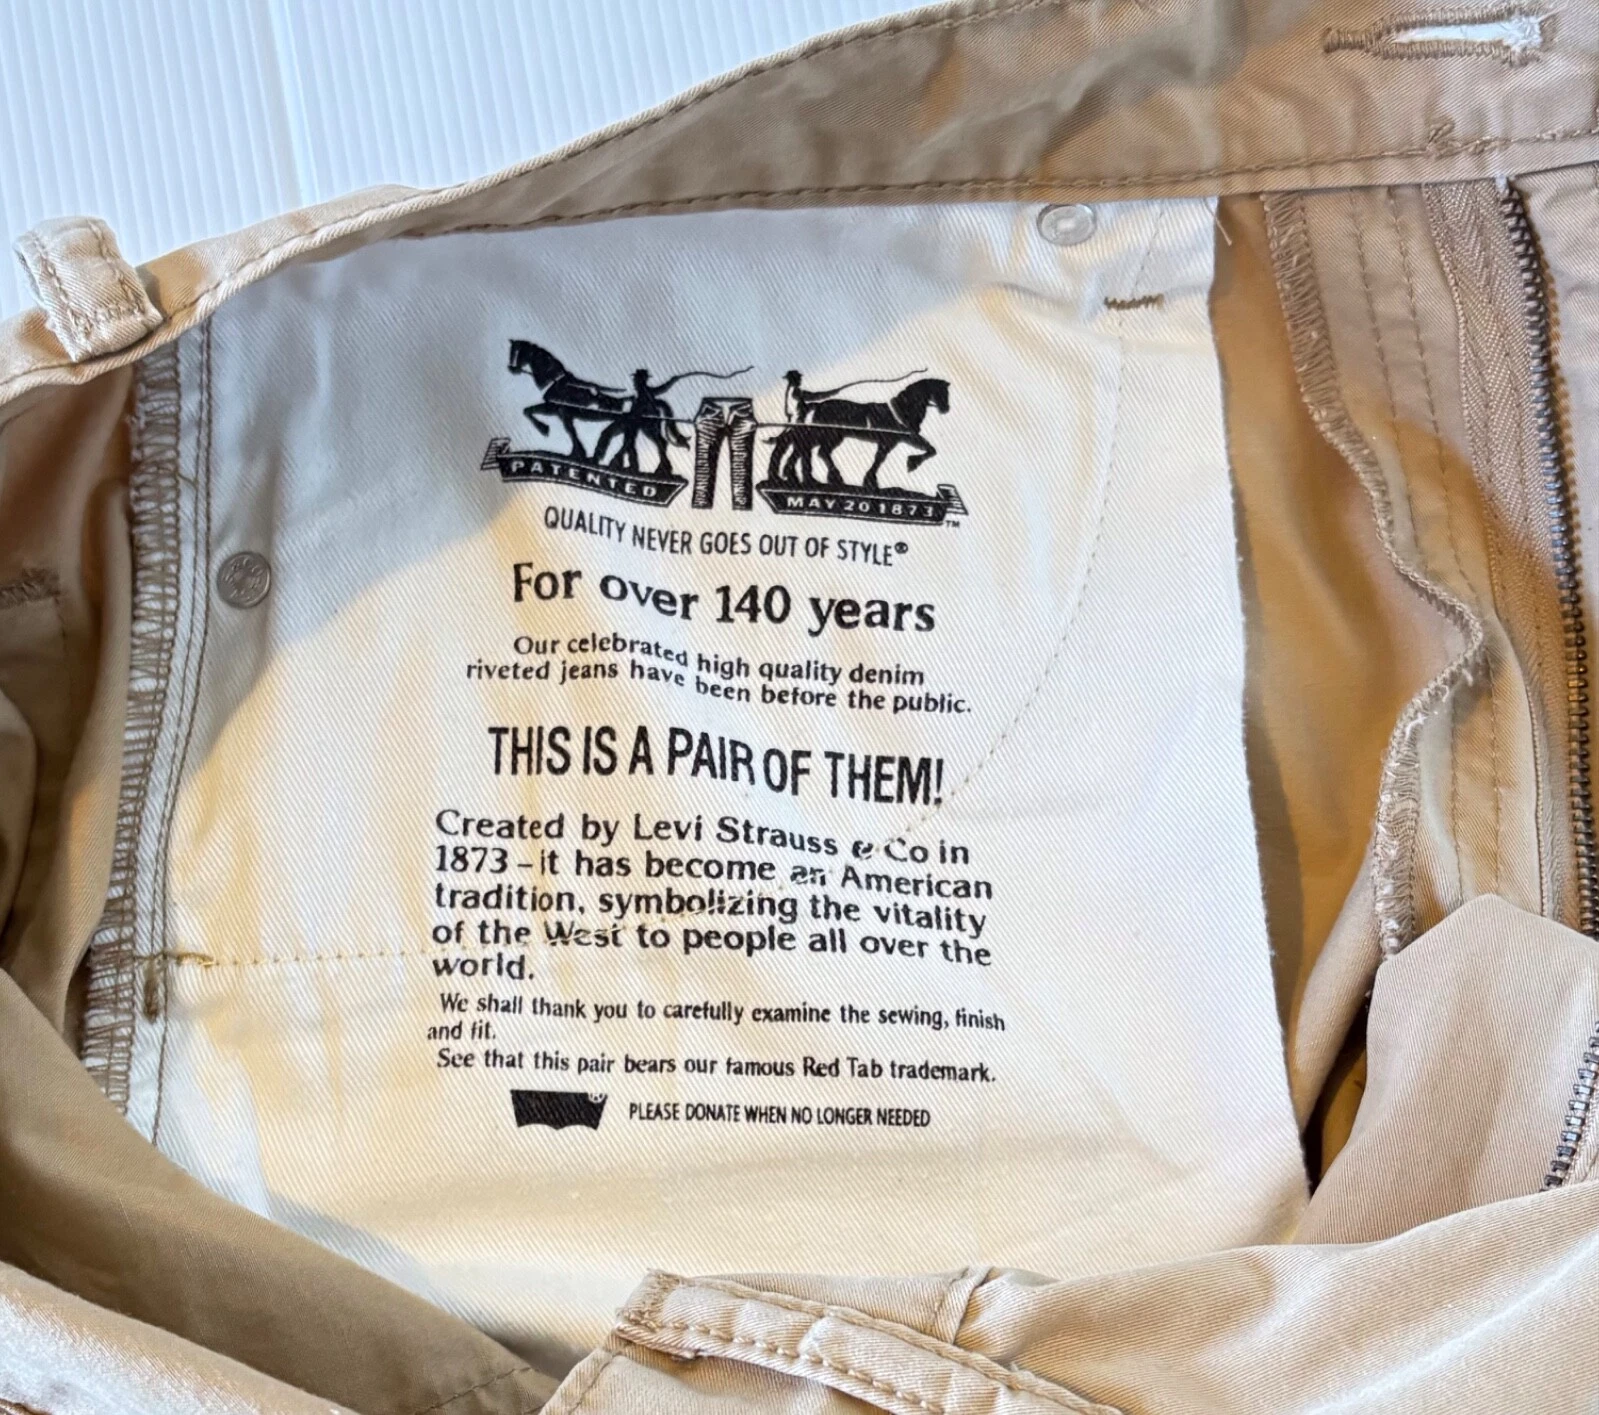 PATENTED MAY 20 1873 ™
QUALITY NEVER GOES OUT OF STYLE®
For over 140 years
Our celebrated high quality denim
riveted jeans have been before the public.
THIS IS A PAIR OF THEM!
Created by Levi Strauss & Co in
1873 – it has become an American
tradition, symbolizing the vitality
of the West to people all over the
world.
We shall thank you to carefully examine the sewing, finish
and fit.
See that this pair bears our famous Red Tab trademark.
® PLEASE DONATE WHEN NO LONGER NEEDED